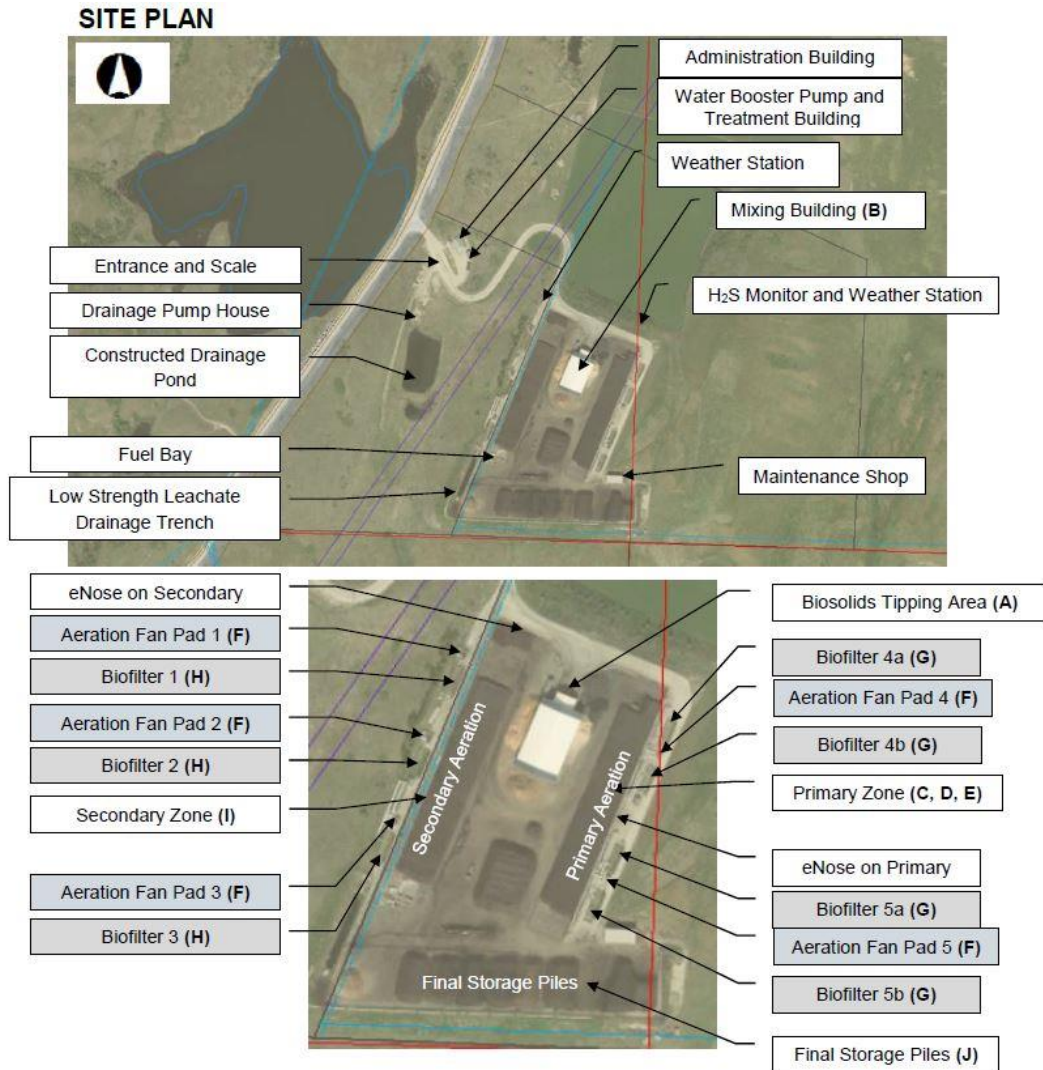 SITE PLAN
Administration Building
Water Booster Pump and
Treatment Building
Weather Station
Mixing Building (B)
Entrance and Scale
H₂S Monitor and Weather Station
Drainage Pump House
Constructed Drainage
Pond
Fuel Bay
Maintenance Shop
Low Strength Leachate
Drainage Trench
eNose on Secondary
Aeration Fan Pad 1 (F)
Biofilter 1 (H)
Aeration Fan Pad 2 (F)
Biofilter 2 (H)
Secondary Zone (I)
Aeration Fan Pad 3 (F)
Biofilter 3 (H)
Secondary Aeration
Primary Aeration
Final Storage Piles
Biosolids Tipping Area (A)
Biofilter 4a (G)
Aeration Fan Pad 4 (F)
Biofilter 4b (G)
Primary Zone (C, D, E)
eNose on Primary
Biofilter 5a (G)
Aeration Fan Pad 5 (F)
Biofilter 5b (G)
Final Storage Piles (J)